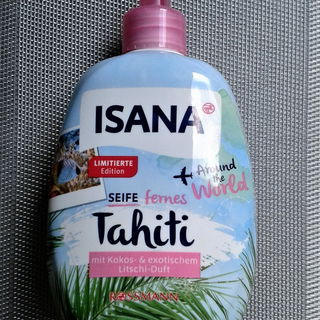 ISANA
LIMITIERTE
Edition
Around
the
World
SEIFE fernes
Tahiti
mit Kokos- & exotischem
Litschi-Duft
ROSSMANN